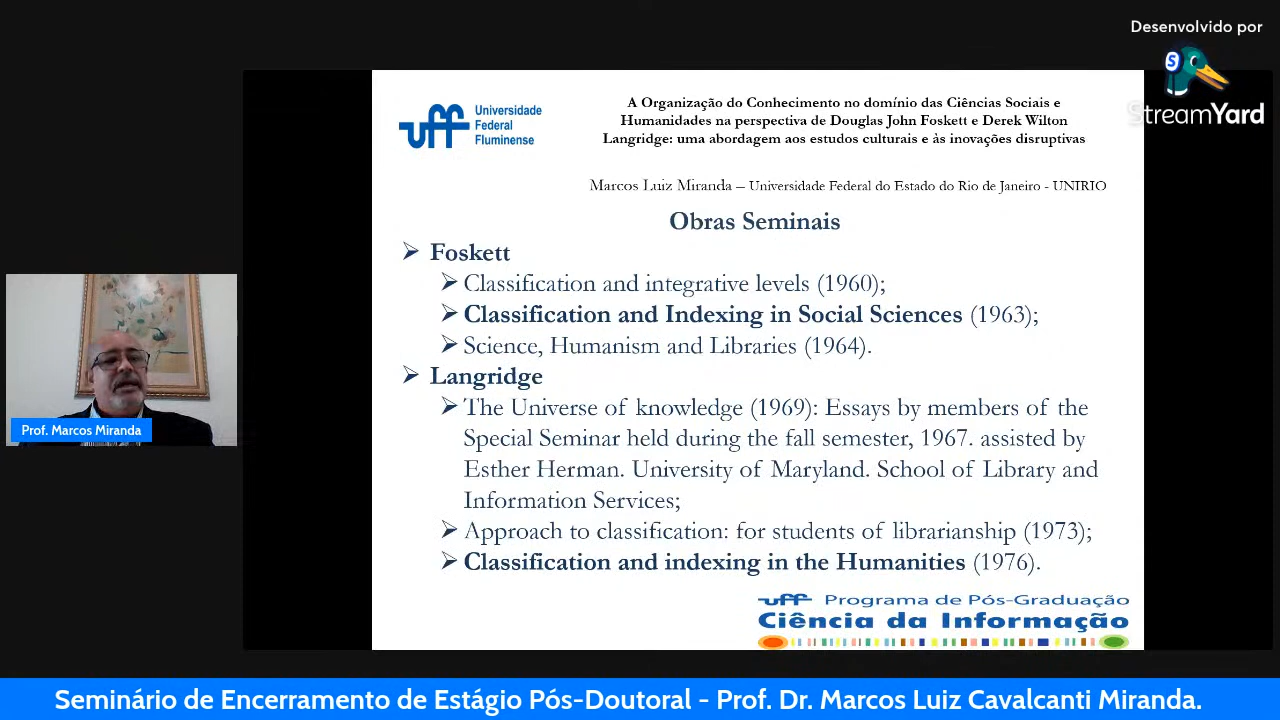 Desenvolvido por
S
StreamYard
uff
Universidade
Federal
Fluminense
A Organização do Conhecimento no domínio das Ciências Sociais e
Humanidades na perspectiva de Douglas John Foskett e Derek Wilton
Langridge: uma abordagem aos estudos culturais e às inovações disruptivas
Marcos Luiz Miranda – Universidade Federal do Estado do Rio de Janeiro - UNIRIO
Obras Seminais
➢ Foskett
➢ Classification and integrative levels (1960);
➢ Classification and Indexing in Social Sciences (1963);
➢ Science, Humanism and Libraries (1964).
➢ Langridge
➢ The Universe of knowledge (1969): Essays by members of the
Special Seminar held during the fall semester, 1967. assisted by
Esther Herman. University of Maryland. School of Library and
Information Services;
➢ Approach to classification: for students of librarianship (1973);
➢ Classification and indexing in the Humanities (1976).
uff Programa de Pós-Graduação
Ciência da Informação
Prof. Marcos Miranda
Seminário de Encerramento de Estágio Pós-Doutoral - Prof. Dr. Marcos Luiz Cavalcanti Miranda.